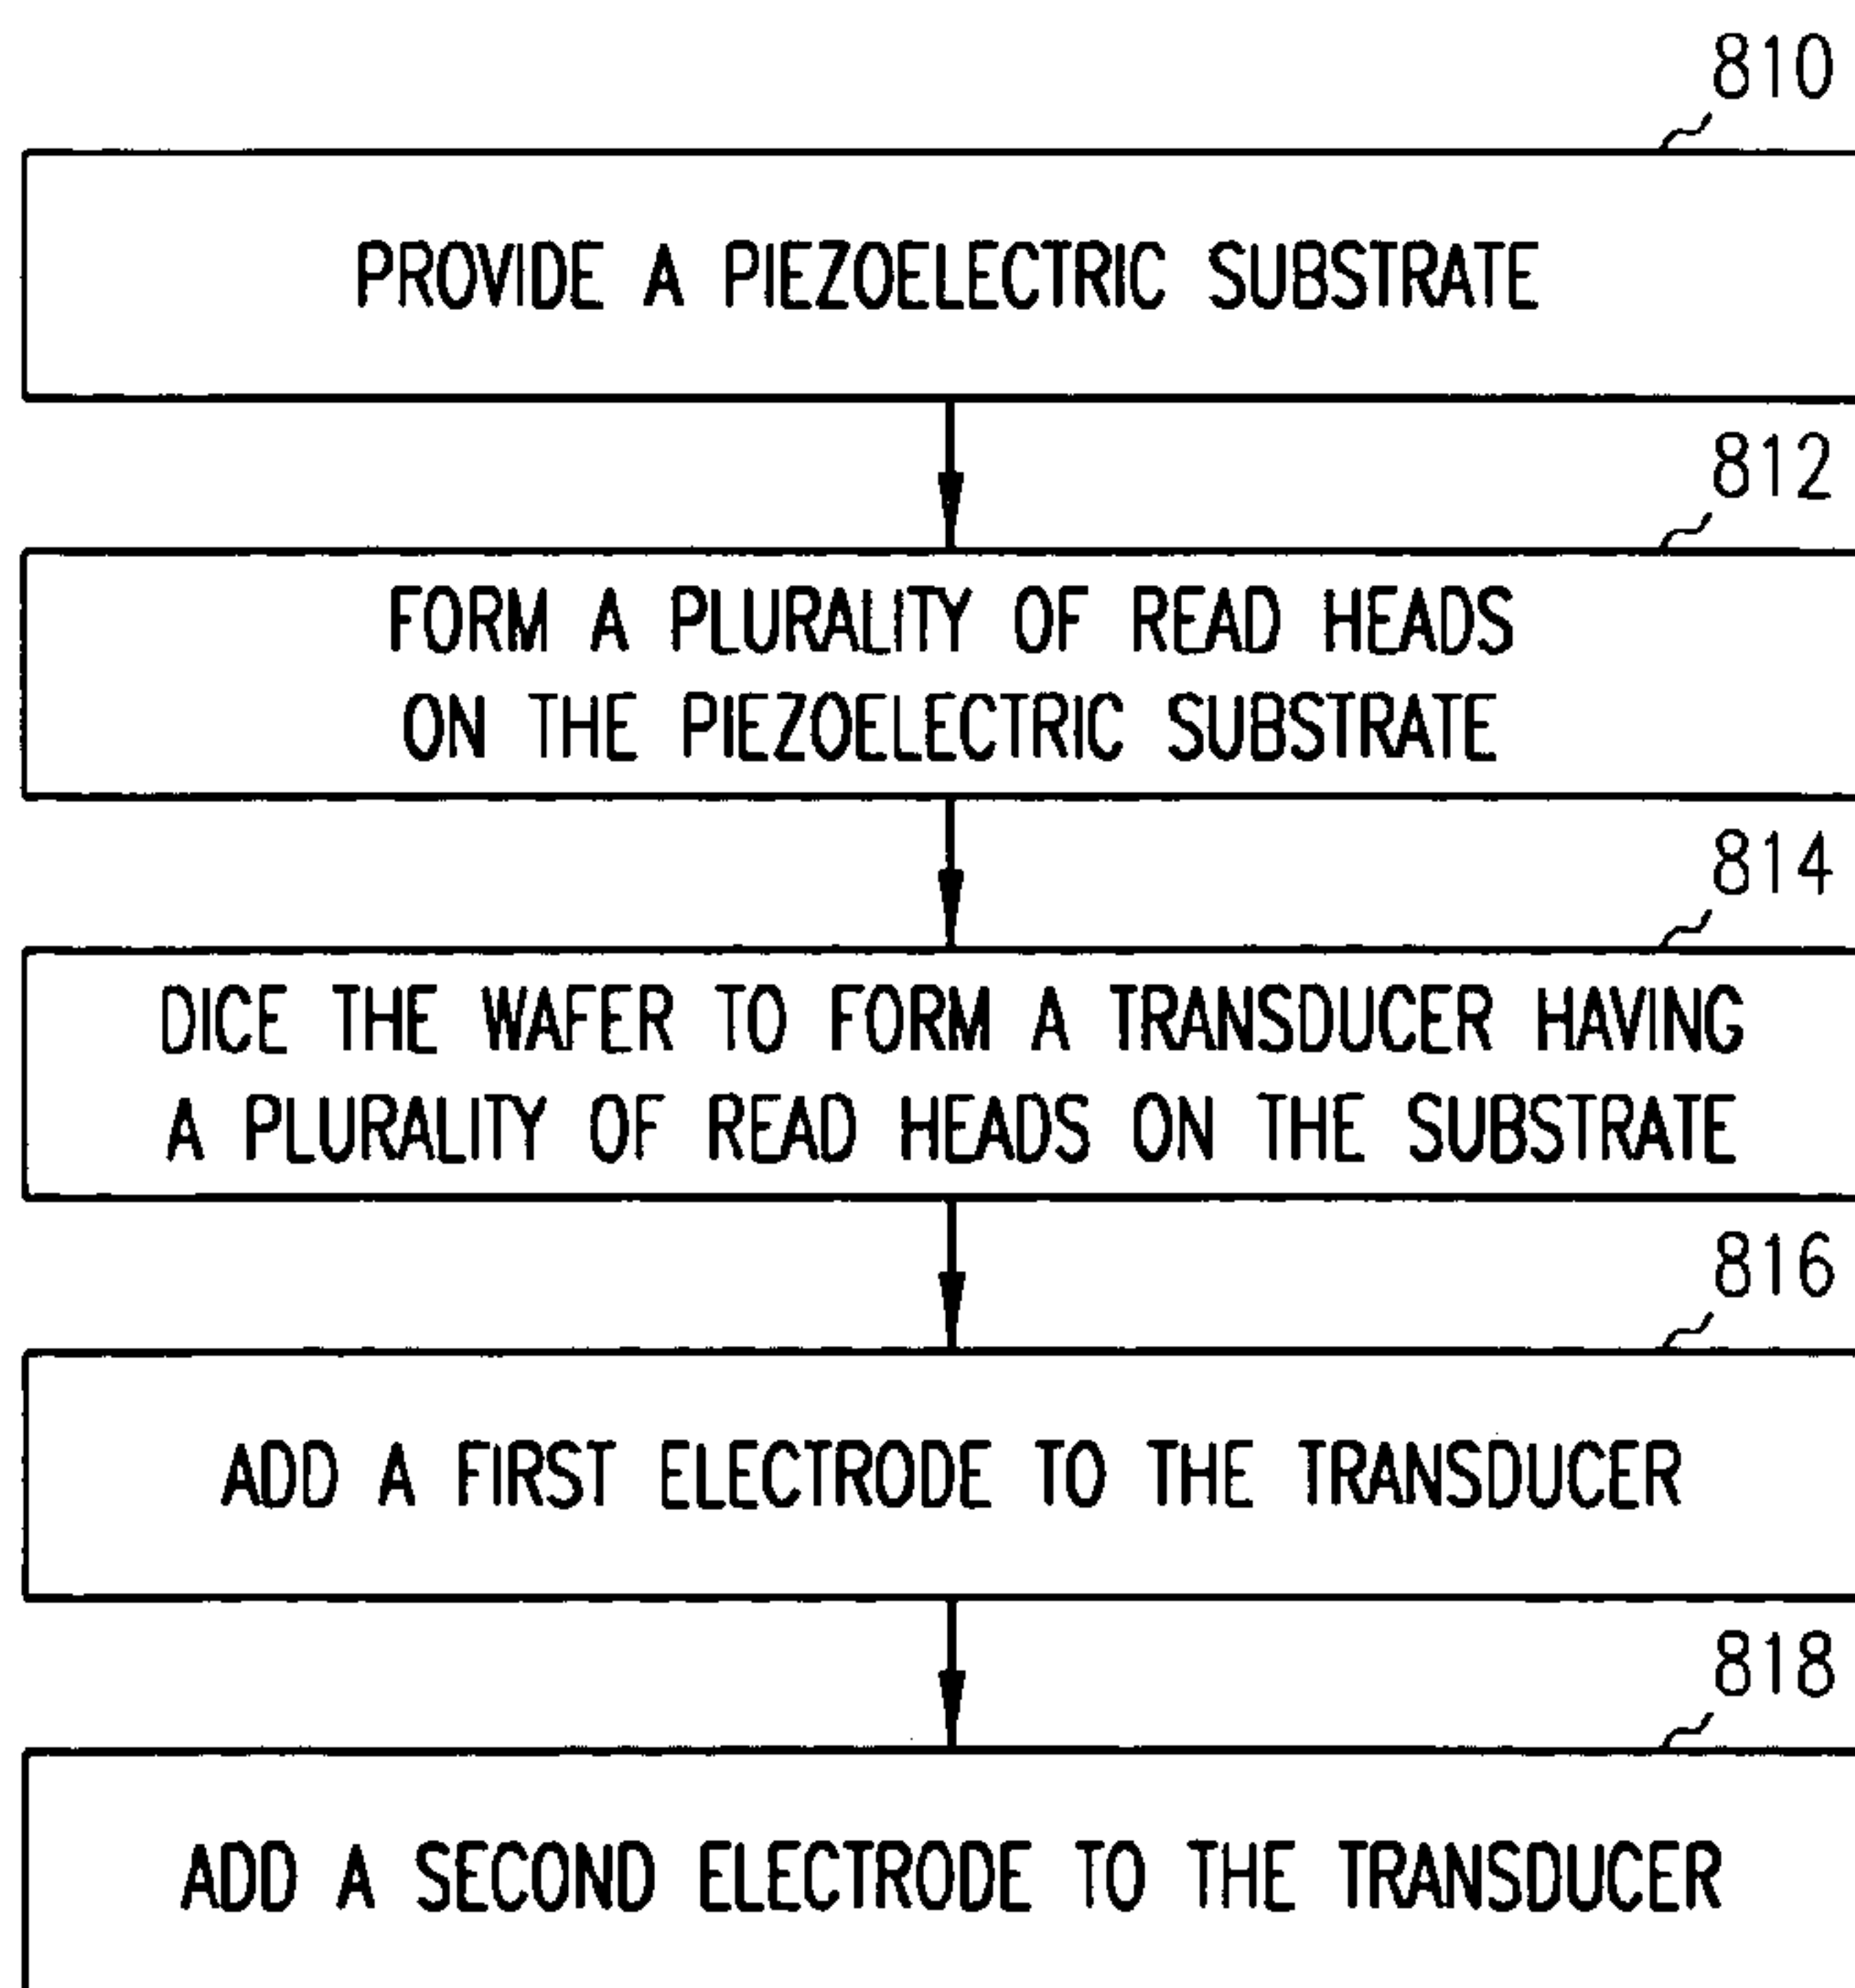 810
PROVIDE A PIEZOELECTRIC SUBSTRATE
812
FORM A PLURALITY OF READ HEADS
ON THE PIEZOELECTRIC SUBSTRATE
814
DICE THE WAFER TO FORM A TRANSDUCER HAVING
A PLURALITY OF READ HEADS ON THE SUBSTRATE
816
ADD A FIRST ELECTRODE TO THE TRANSDUCER
818
ADD A SECOND ELECTRODE TO THE TRANSDUCER